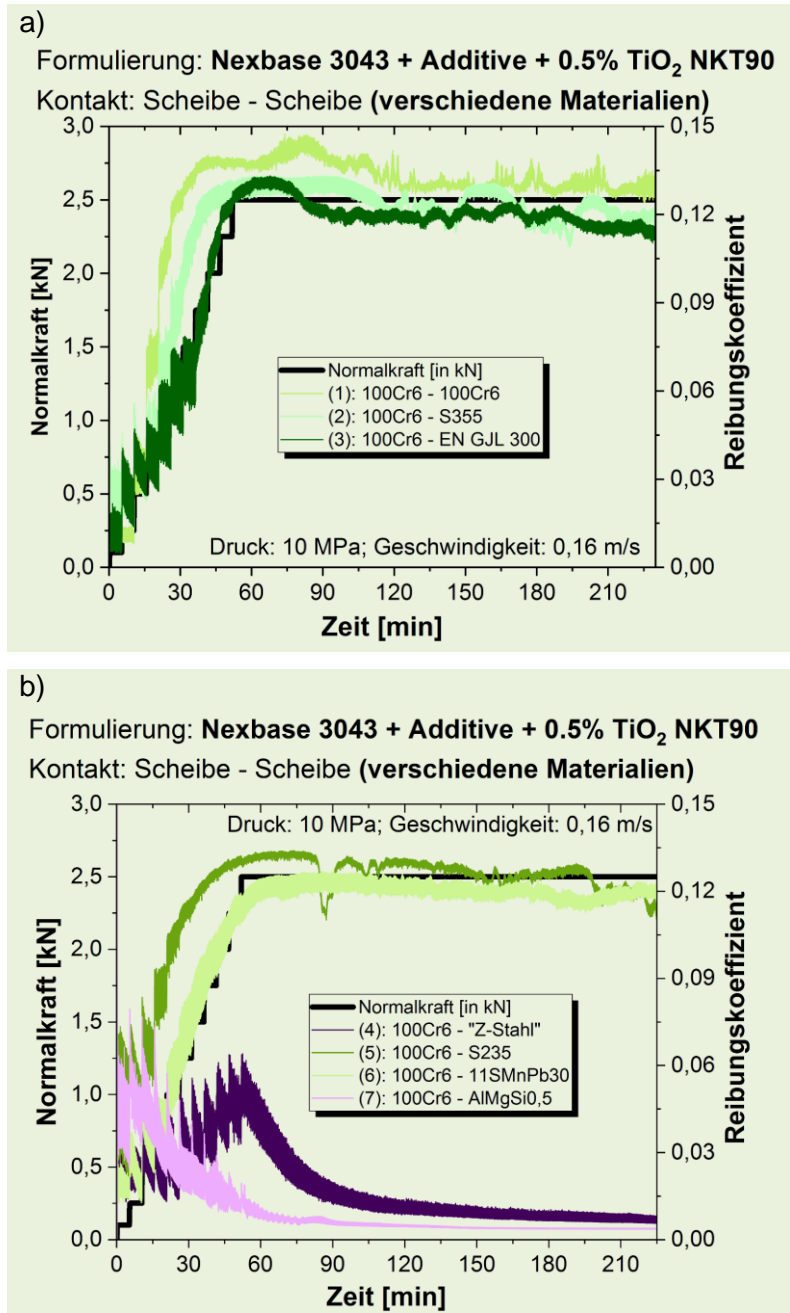 a)
Formulierung: Nexbase 3043 + Additive + 0.5% TiO₂ NKT90
Kontakt: Scheibe - Scheibe (verschiedene Materialien)
3,0
2,5
2,0
1,5
1,0
0,5
0,0
Normalkraft [kN]
0,15
0,12
0,09
0,06
0,03
0,00
Reibungskoeffizient
Normalkraft [in kN]
(1): 100Cr6 - 100Cr6
(2): 100Cr6 - S355
(3): 100Cr6 - EN GJL 300
Druck: 10 MPa; Geschwindigkeit: 0,16 m/s
0 30 60 90 120 150 180 210
Zeit [min]
b)
Formulierung: Nexbase 3043 + Additive + 0.5% TiO₂ NKT90
Kontakt: Scheibe - Scheibe (verschiedene Materialien)
Druck: 10 MPa; Geschwindigkeit: 0,16 m/s
3,0
2,5
2,0
1,5
1,0
0,5
0,0
Normalkraft [kN]
0,15
0,12
0,09
0,06
0,03
0,00
Reibungskoeffizient
Normalkraft [in kN]
(4): 100Cr6 - "Z-Stahl"
(5): 100Cr6 - S235
(6): 100Cr6 - 11SMnPb30
(7): 100Cr6 - AlMgSi0,5
0 30 60 90 120 150 180 210
Zeit [min]